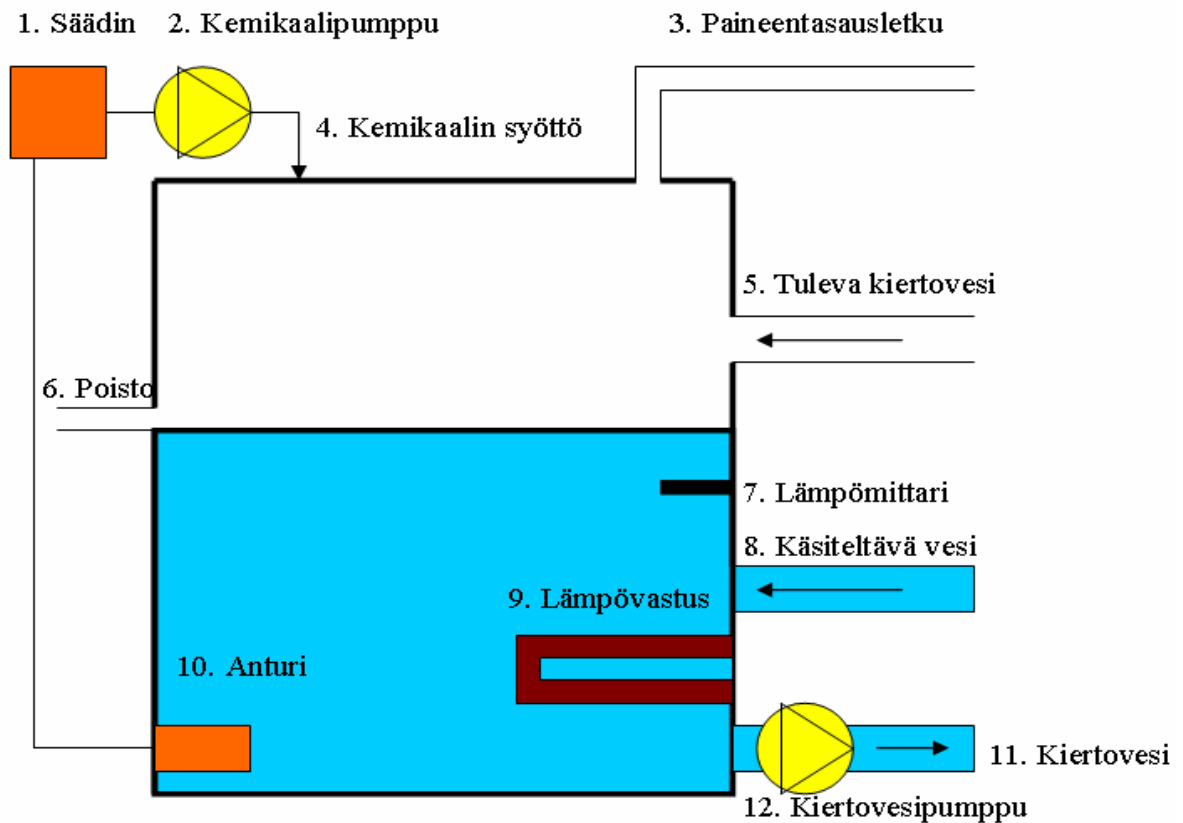 1. Säädin
2. Kemikaalipumppu
3. Paineentasausletku
4. Kemikaalin syöttö
5. Tuleva kiertovesi
6. Poisto
7. Lämpömittari
8. Käsiteltävä vesi
9. Lämpövastus
10. Anturi
11. Kiertovesi
12. Kiertovesipumppu